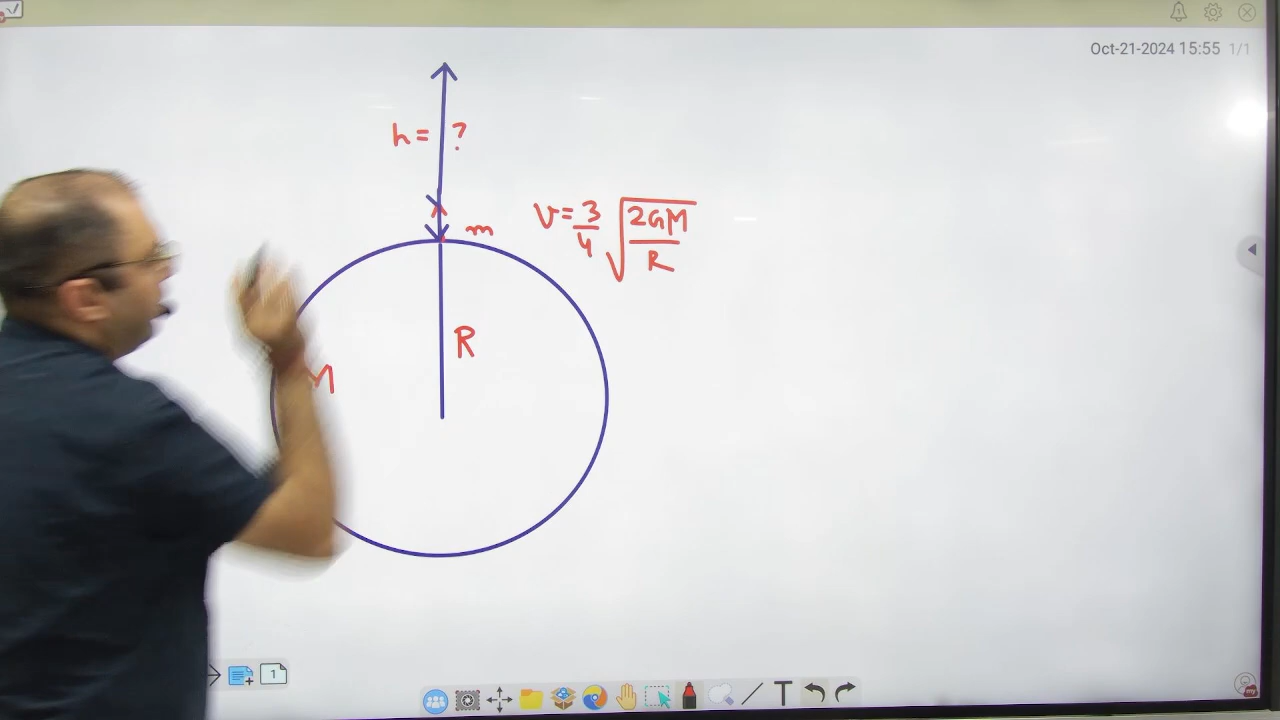 Oct-21-2024 15:55 1/1
h = ?
m
V = 3/4 √(2GM/R)
R
M
1
T